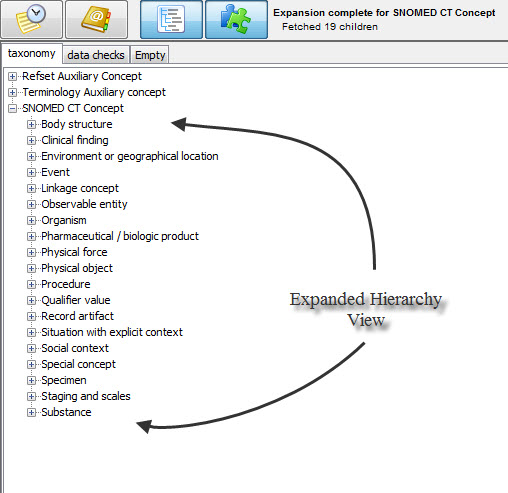 Expansion complete for SNOMED CT Concept
Fetched 19 children
taxonomy
data checks
Empty
Refset Auxiliary Concept
Terminology Auxiliary concept
SNOMED CT Concept
Body structure
Clinical finding
Environment or geographical location
Event
Linkage concept
Observable entity
Organism
Pharmaceutical / biologic product
Physical force
Physical object
Procedure
Qualifier value
Record artifact
Situation with explicit context
Social context
Special concept
Specimen
Staging and scales
Substance
Expanded Hierarchy
View